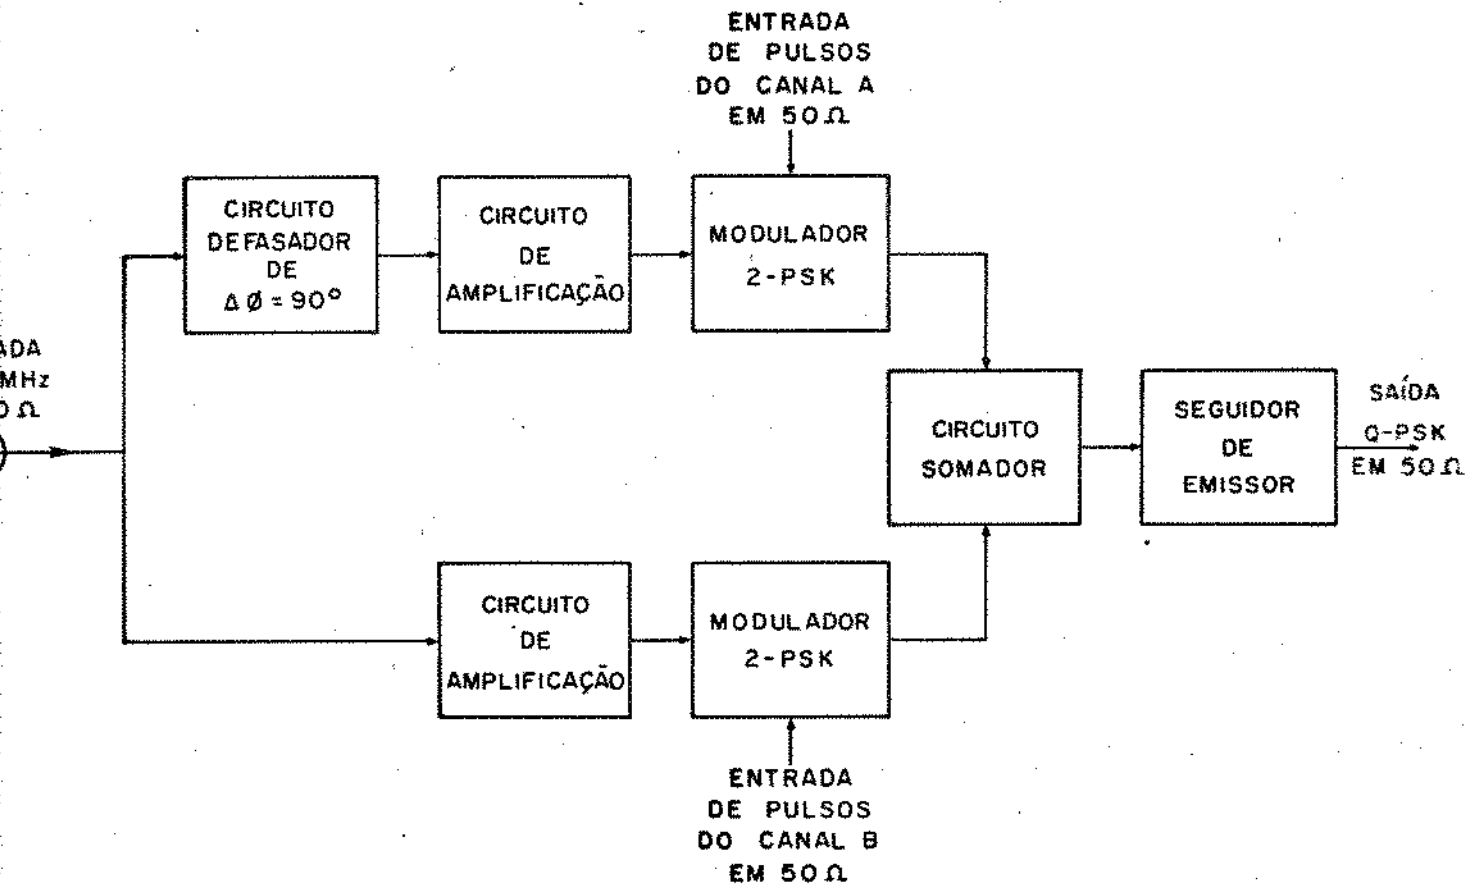 ENTRADA
DE PULSOS
DO CANAL A
EM 50Ω
CIRCUITO
DEFASADOR
DE
Δ Ø = 90°
CIRCUITO
DE
AMPLIFICAÇÃO
MODULADOR
2-PSK
MHz
Ω
CIRCUITO
SOMADOR
SEGUIDOR
DE
EMISSOR
SAÍDA
Q-PSK
EM 50Ω
CIRCUITO
DE
AMPLIFICAÇÃO
MODULADOR
2-PSK
ENTRADA
DE PULSOS
DO CANAL B
EM 50Ω